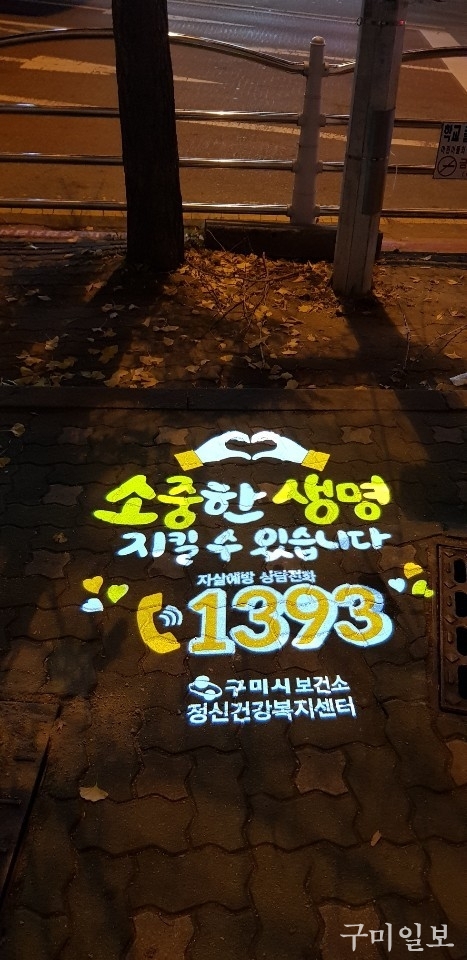 소중한 생명
지킬 수 있습니다
자살예방 상담전화
1393
구미시보건소
정신건강복지센터
구미일보